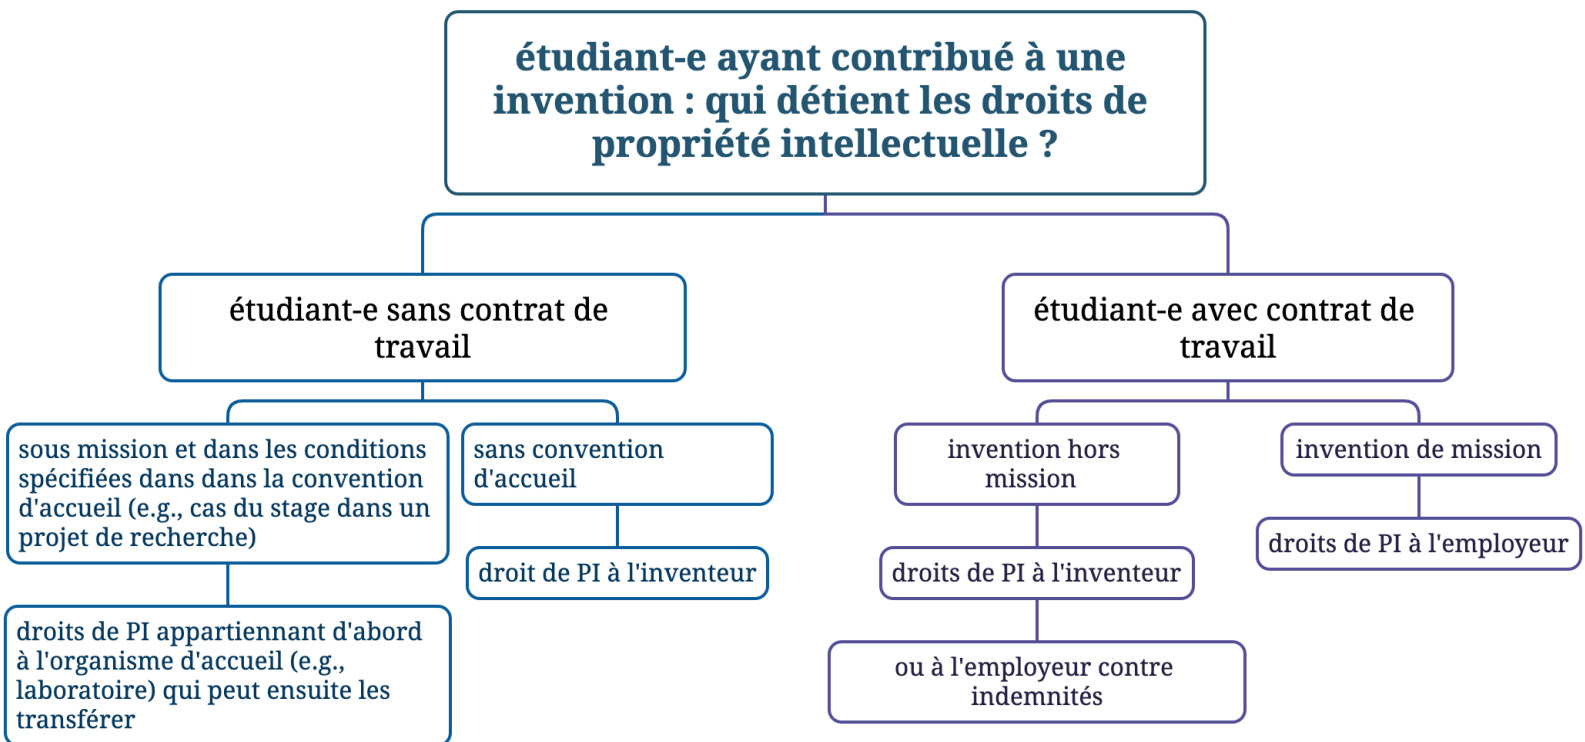 étudiant-e ayant contribué à une
invention : qui détient les droits de
propriété intellectuelle ?
étudiant-e sans contrat de
travail
étudiant-e avec contrat de
travail
sous mission et dans les conditions
spécifiées dans dans la convention
d'accueil (e.g., cas du stage dans un
projet de recherche)
sans convention
d'accueil
invention hors
mission
invention de mission
droits de PI appartiennant d'abord
à l'organisme d'accueil (e.g.,
laboratoire) qui peut ensuite les
transférer
droit de PI à l'inventeur
droits de PI à l'inventeur
ou à l'employeur contre
indemnités
droits de PI à l'employeur